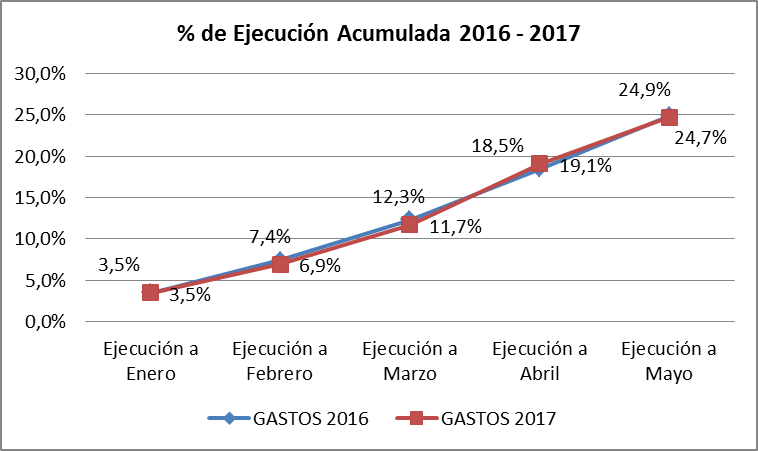 % de Ejecución Acumulada 2016 - 2017
30,0%
25,0%
20,0%
15,0%
10,0%
5,0%
0,0%
3,5%
7,4%
12,3%
18,5%
24,9%
3,5%
6,9%
11,7%
19,1%
24,7%
Ejecución a
Enero
Ejecución a
Febrero
Ejecución a
Marzo
Ejecución a
Abril
Ejecución a
Mayo
GASTOS 2016
GASTOS 2017